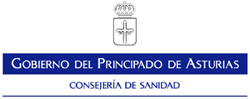 GOBIERNO DEL PRINCIPADO DE ASTURIAS
CONSEJERÍA DE SANIDAD